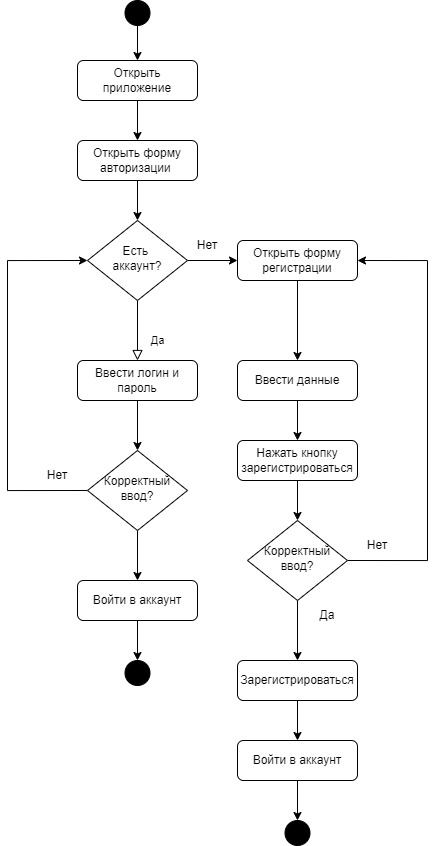 Открыть
приложение
Открыть форму
авторизации
Есть
аккаунт?
Нет
Открыть форму
регистрации
Да
Ввести логин и
пароль
Ввести данные
Нажать кнопку
зарегистрироваться
Нет
Корректный
ввод?
Корректный
ввод?
Нет
Войти в аккаунт
Да
Зарегистрироваться
Войти в аккаунт